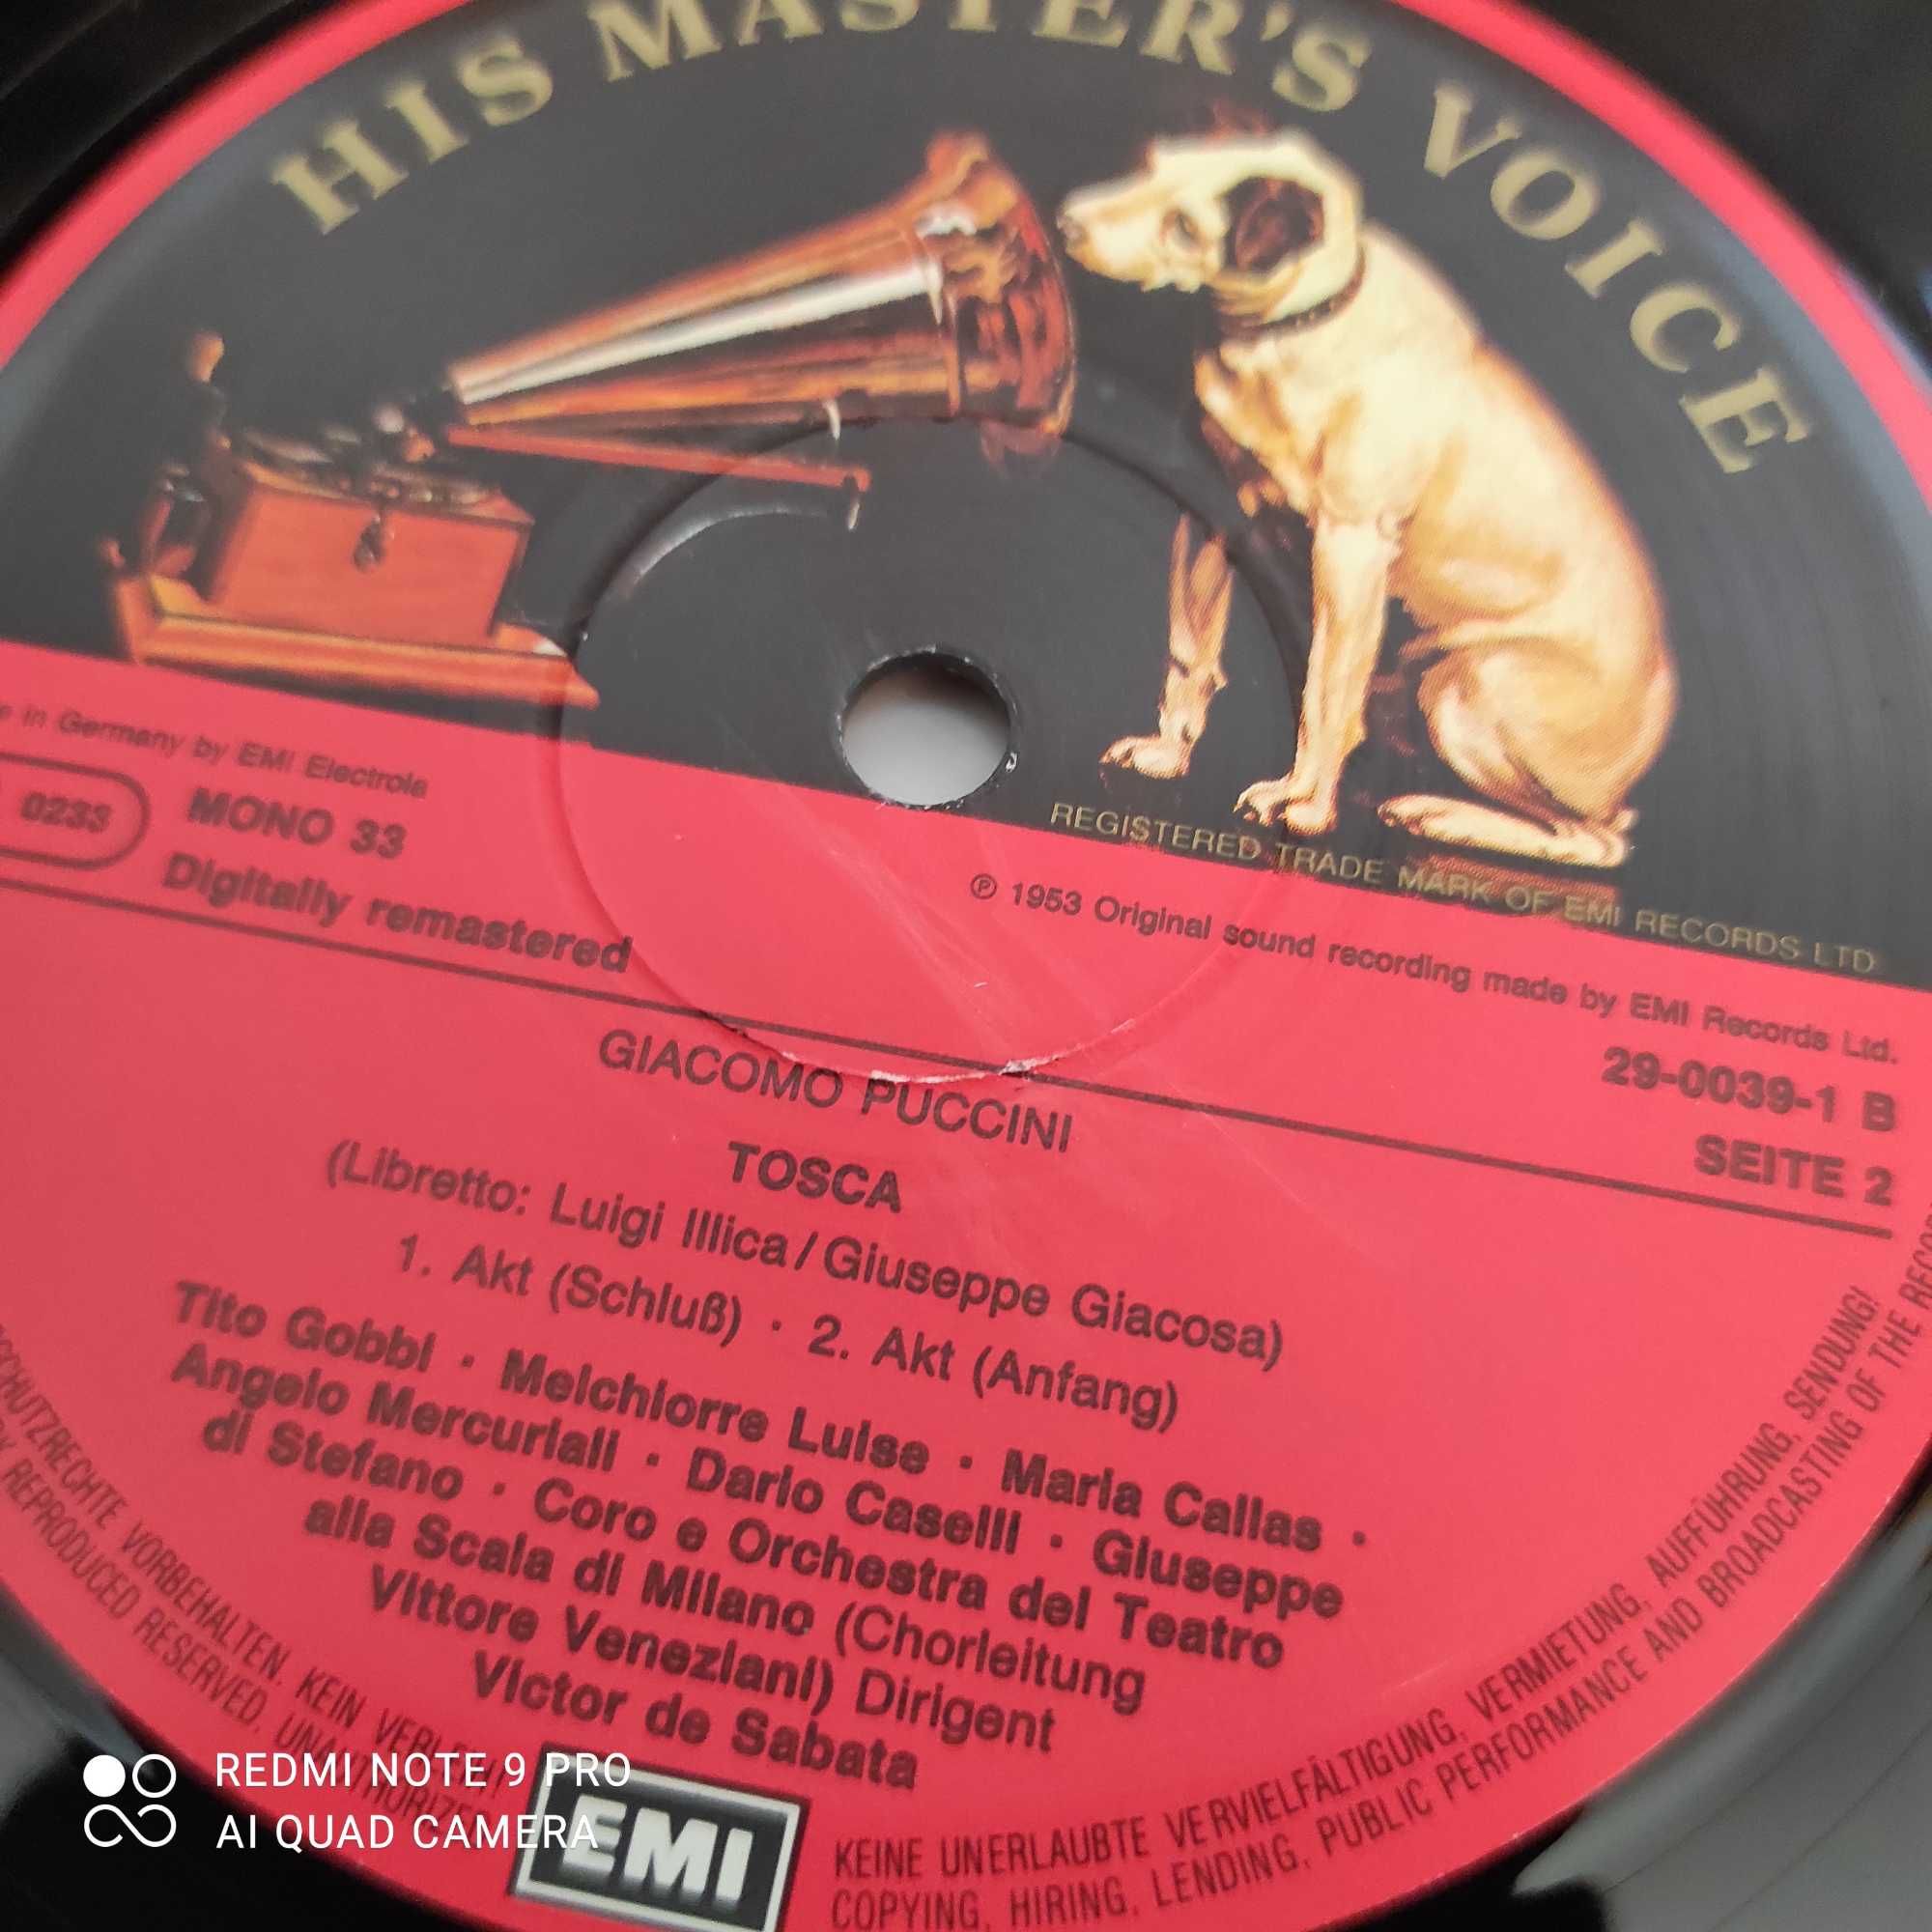 HIS MASTER'S VOICE
REGISTERED TRADE MARK OF EMI RECORDS LTD
in Germany by EMI Electrola
℗ 1953 Original sound recording made by EMI Records Ltd.
0233
MONO 33
29-0039-1 B
Digitally remastered
SEITE 2
GIACOMO PUCCINI
TOSCA
(Libretto: Luigi Illica/Giuseppe Giacosa)
1. Akt (Schluß) · 2. Akt (Anfang)
Tito Gobbi · Melchiorre Luise · Maria Callas ·
Angelo Mercuriali · Dario Caselli · Giuseppe
di Stefano · Coro e Orchestra del Teatro
alla Scala di Milano (Chorleitung
Vittore Veneziani) Dirigent
Victor de Sabata
EMI
VORBEHALTEN. KEIN VERLEIH!
KEINE UNERLAUBTE VERVIELFÄLTIGUNG, VERMIETUNG, AUFFÜHRUNG, SENDUNG!
REPRODUCED RESERVED.
COPYING, HIRING, LENDING, PUBLIC PERFORMANCE AND BROADCASTING OF THE
REDMI NOTE 9 PRO
AI QUAD CAMERA